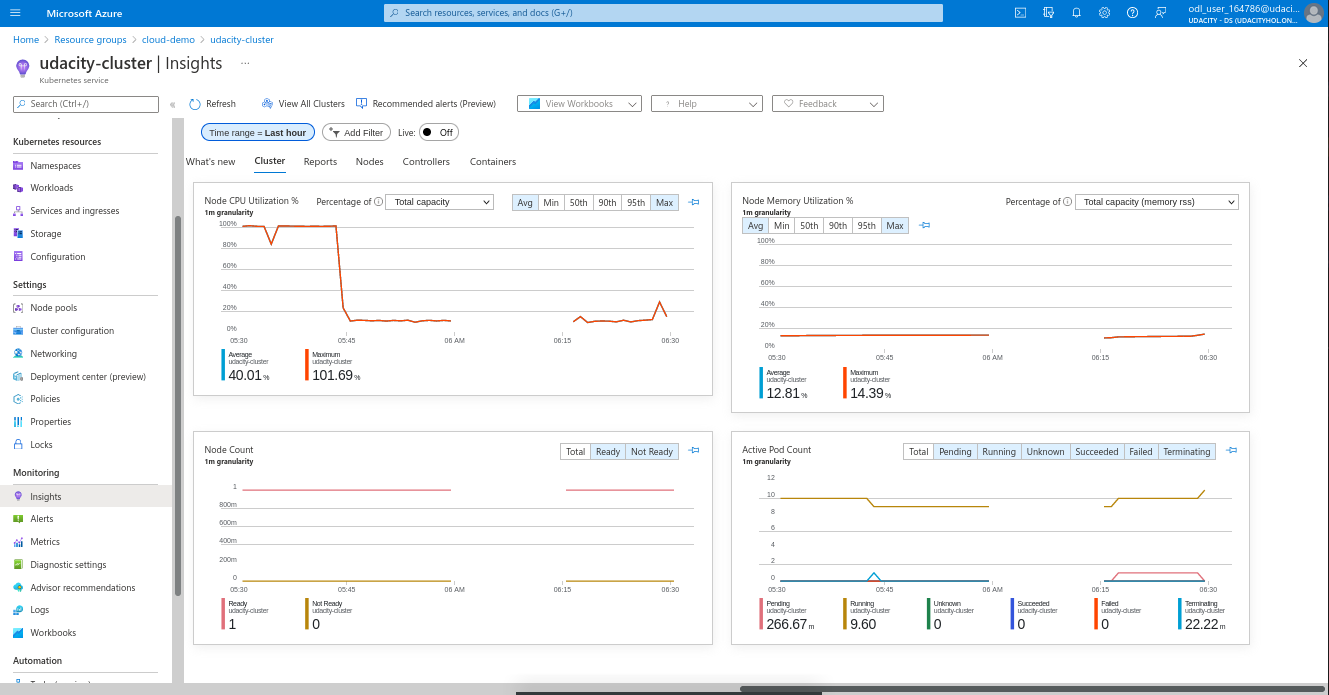 Microsoft Azure
Search resources, services, and docs (G+/)
odl_user_164786@udaci...
UDACITY - DS (UDACITYHOL.ON...
Home > Resource groups > cloud-demo > udacity-cluster
udacity-cluster | Insights ...
Kubernetes service
Search (Ctrl+/)
«
Refresh
View All Clusters
Recommended alerts (Preview)
View Workbooks
? Help
Feedback
Time range = Last hour
Add Filter
Live: Off
What's new
Cluster
Reports
Nodes
Controllers
Containers
Kubernetes resources
Namespaces
Workloads
Services and ingresses
Storage
Configuration
Settings
Node pools
Cluster configuration
Networking
Deployment center (preview)
Policies
Properties
Locks
Monitoring
Insights
Alerts
Metrics
Diagnostic settings
Advisor recommendations
Logs
Workbooks
Automation
Node CPU Utilization %
1m granularity
Percentage of
Total capacity
Avg Min 50th 90th 95th Max
100%
80%
60%
40%
20%
0%
05:30 05:45 06 AM 06:15 06:30
Average
udacity-cluster
40.01 %
Maximum
udacity-cluster
101.69 %
Node Memory Utilization %
1m granularity
Percentage of
Total capacity (memory rss)
Avg Min 50th 90th 95th Max
100%
80%
60%
40%
20%
0%
05:30 05:45 06 AM 06:15 06:30
Average
udacity-cluster
12.81 %
Maximum
udacity-cluster
14.39 %
Node Count
1m granularity
Total Ready Not Ready
1
800m
600m
400m
200m
0
05:30 05:45 06 AM 06:15 06:30
Ready
udacity-cluster
1
Not Ready
udacity-cluster
0
Active Pod Count
1m granularity
Total Pending Running Unknown Succeeded Failed Terminating
12
10
8
6
4
2
0
05:30 05:45 06 AM 06:15 06:30
Pending
udacity-cluster
266.67 m
Running
udacity-cluster
9.60
Unknown
udacity-cluster
0
Succeeded
udacity-cluster
0
Failed
udacity-cluster
0
Terminating
udacity-cluster
22.22 m